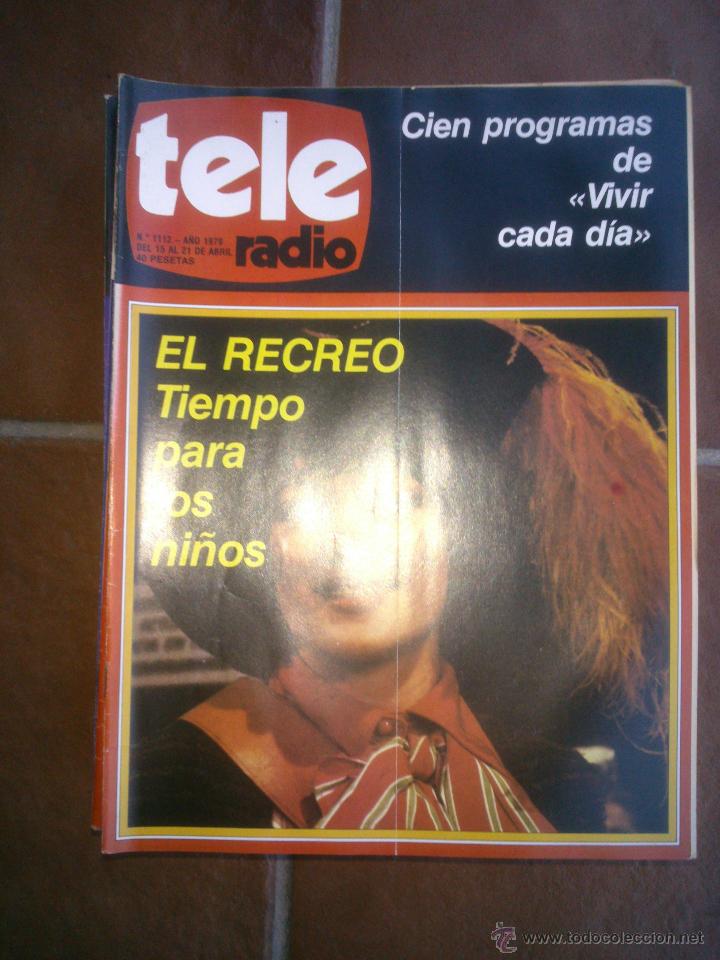 tele
radio
N.° 1112 - AÑO 1979
DEL 15 AL 21 DE ABRIL
40 PESETAS
Cien programas
de
«Vivir
cada día»
EL RECREO
Tiempo
para
los
niños
© www.todocoleccion.net